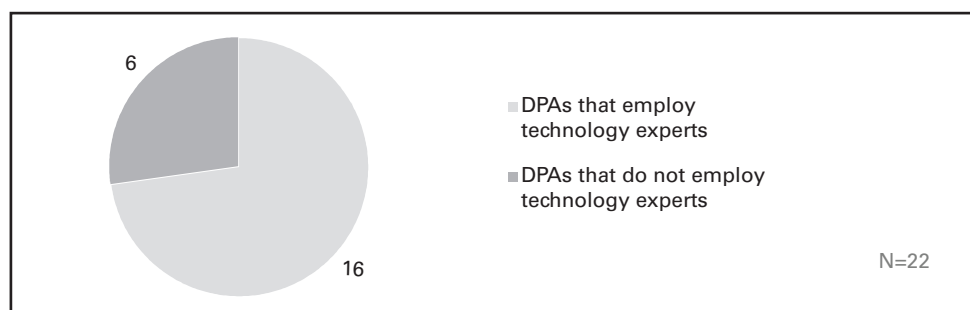 6
DPAs that employ
technology experts
DPAs that do not employ
technology experts
16
N=22